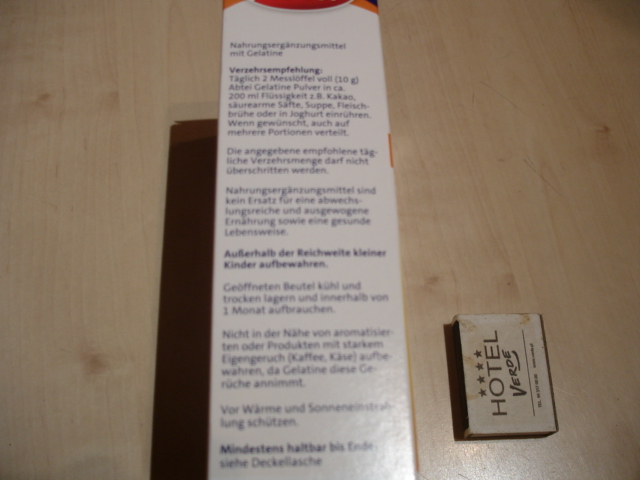 Nahrungsergänzungsmittel
mit Gelatine
Verzehrsempfehlung:
Täglich 2 Messlöffel voll (10 g)
Abtei Gelatine Pulver in ca.
200 ml Flüssigkeit z.B. Kakao,
säurearme Säfte, Suppe, Fleisch-
brühe oder in Joghurt einrühren.
Wenn gewünscht, auch auf
mehrere Portionen verteilt.
Die angegebene empfohlene täg-
liche Verzehrsmenge darf nicht
überschritten werden.
Nahrungsergänzungsmittel sind
kein Ersatz für eine abwechs-
lungsreiche und ausgewogene
Ernährung sowie eine gesunde
Lebensweise.
Außerhalb der Reichweite kleiner
Kinder aufbewahren.
Geöffneten Beutel kühl und
trocken lagern und innerhalb von
1 Monat aufbrauchen.
Nicht in der Nähe von aromatisier-
ten oder Produkten mit starkem
Eigengeruch (Kaffee, Käse) aufbe-
wahren, da Gelatine diese Ge-
rüche annimmt.
Vor Wärme und Sonneneinstrah-
lung schützen.
Mindestens haltbar bis Ende:
siehe Deckellasche
★★★★
HOTEL
VERDE